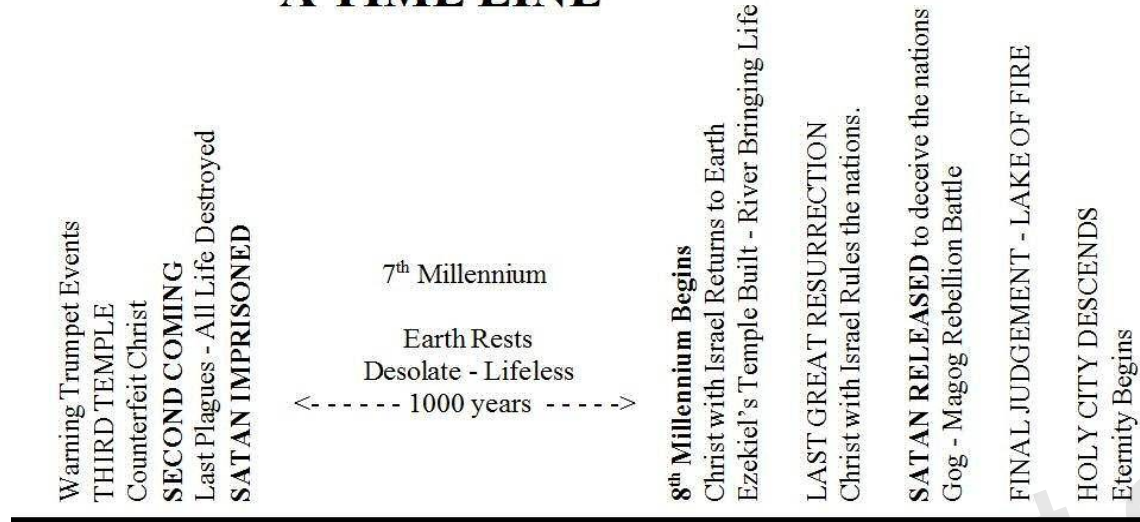 A TIME LINE
Warning Trumpet Events
THIRD TEMPLE
Counterfeit Christ
SECOND COMING
Last Plagues - All Life Destroyed
SATAN IMPRISONED
7th Millennium
Earth Rests
Desolate - Lifeless
<- - - - - - 1000 years - - - - ->
8th Millennium Begins
Christ with Israel Returns to Earth
Ezekiel's Temple Built - River Bringing Life
LAST GREAT RESURRECTION
Christ with Israel Rules the nations.
SATAN RELEASED to deceive the nations
Gog - Magog Rebellion Battle
FINAL JUDGEMENT - LAKE OF FIRE
HOLY CITY DESCENDS
Eternity Begins